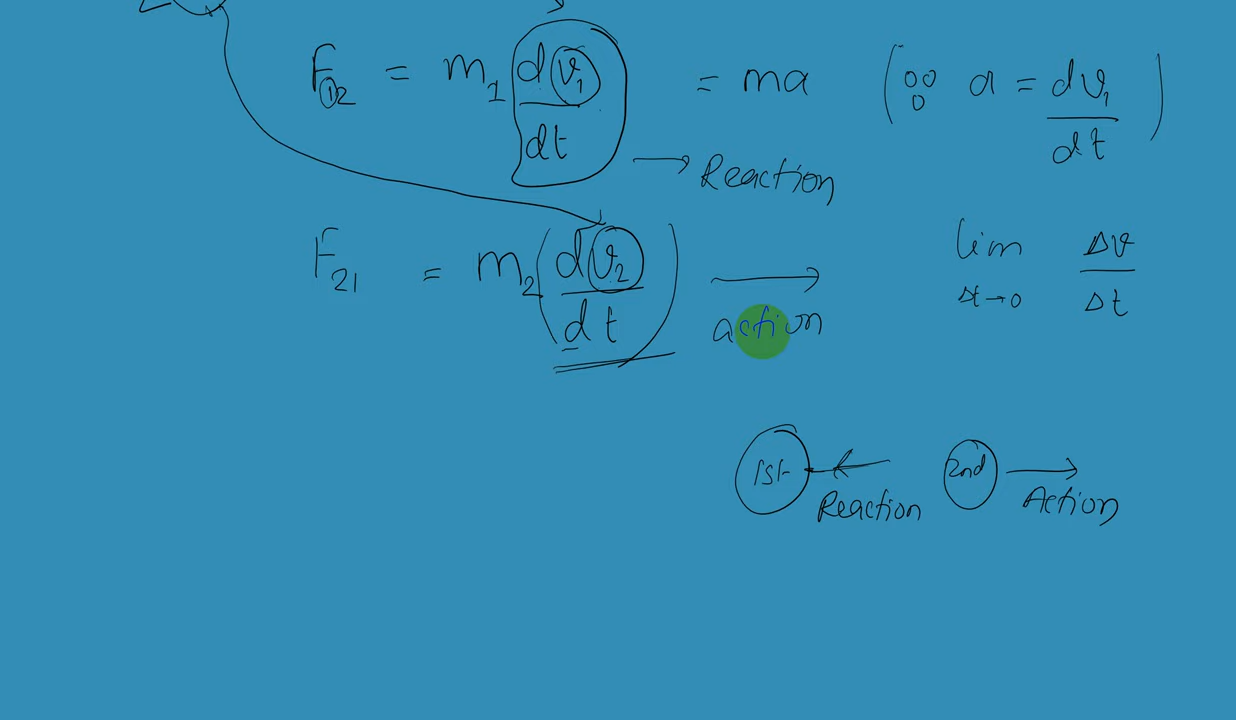 F₁₂ = m₁ dv₁/dt = ma (∵ a = dv₁/dt)
→ Reaction
F₂₁ = m₂ (dv₂/dt) →
action
lim Δt→0 Δv/Δt
1st ← Reaction 2nd → Action